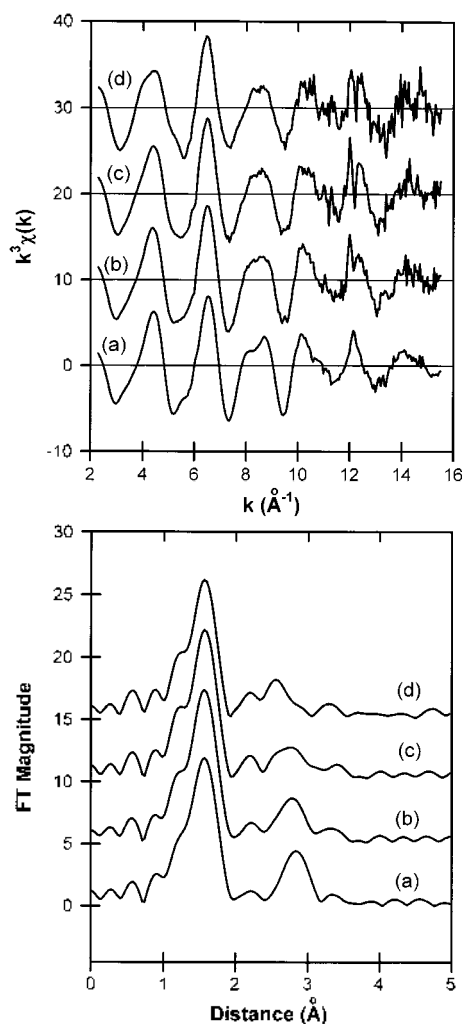 40
30
20
10
0
-10
(d)
(c)
(b)
(a)
k³χ(k)
2 4 6 8 10 12 14 16
k (Å⁻¹)
30
25
20
15
10
5
0
(d)
(c)
(b)
(a)
FT Magnitude
0 1 2 3 4 5
Distance (Å)